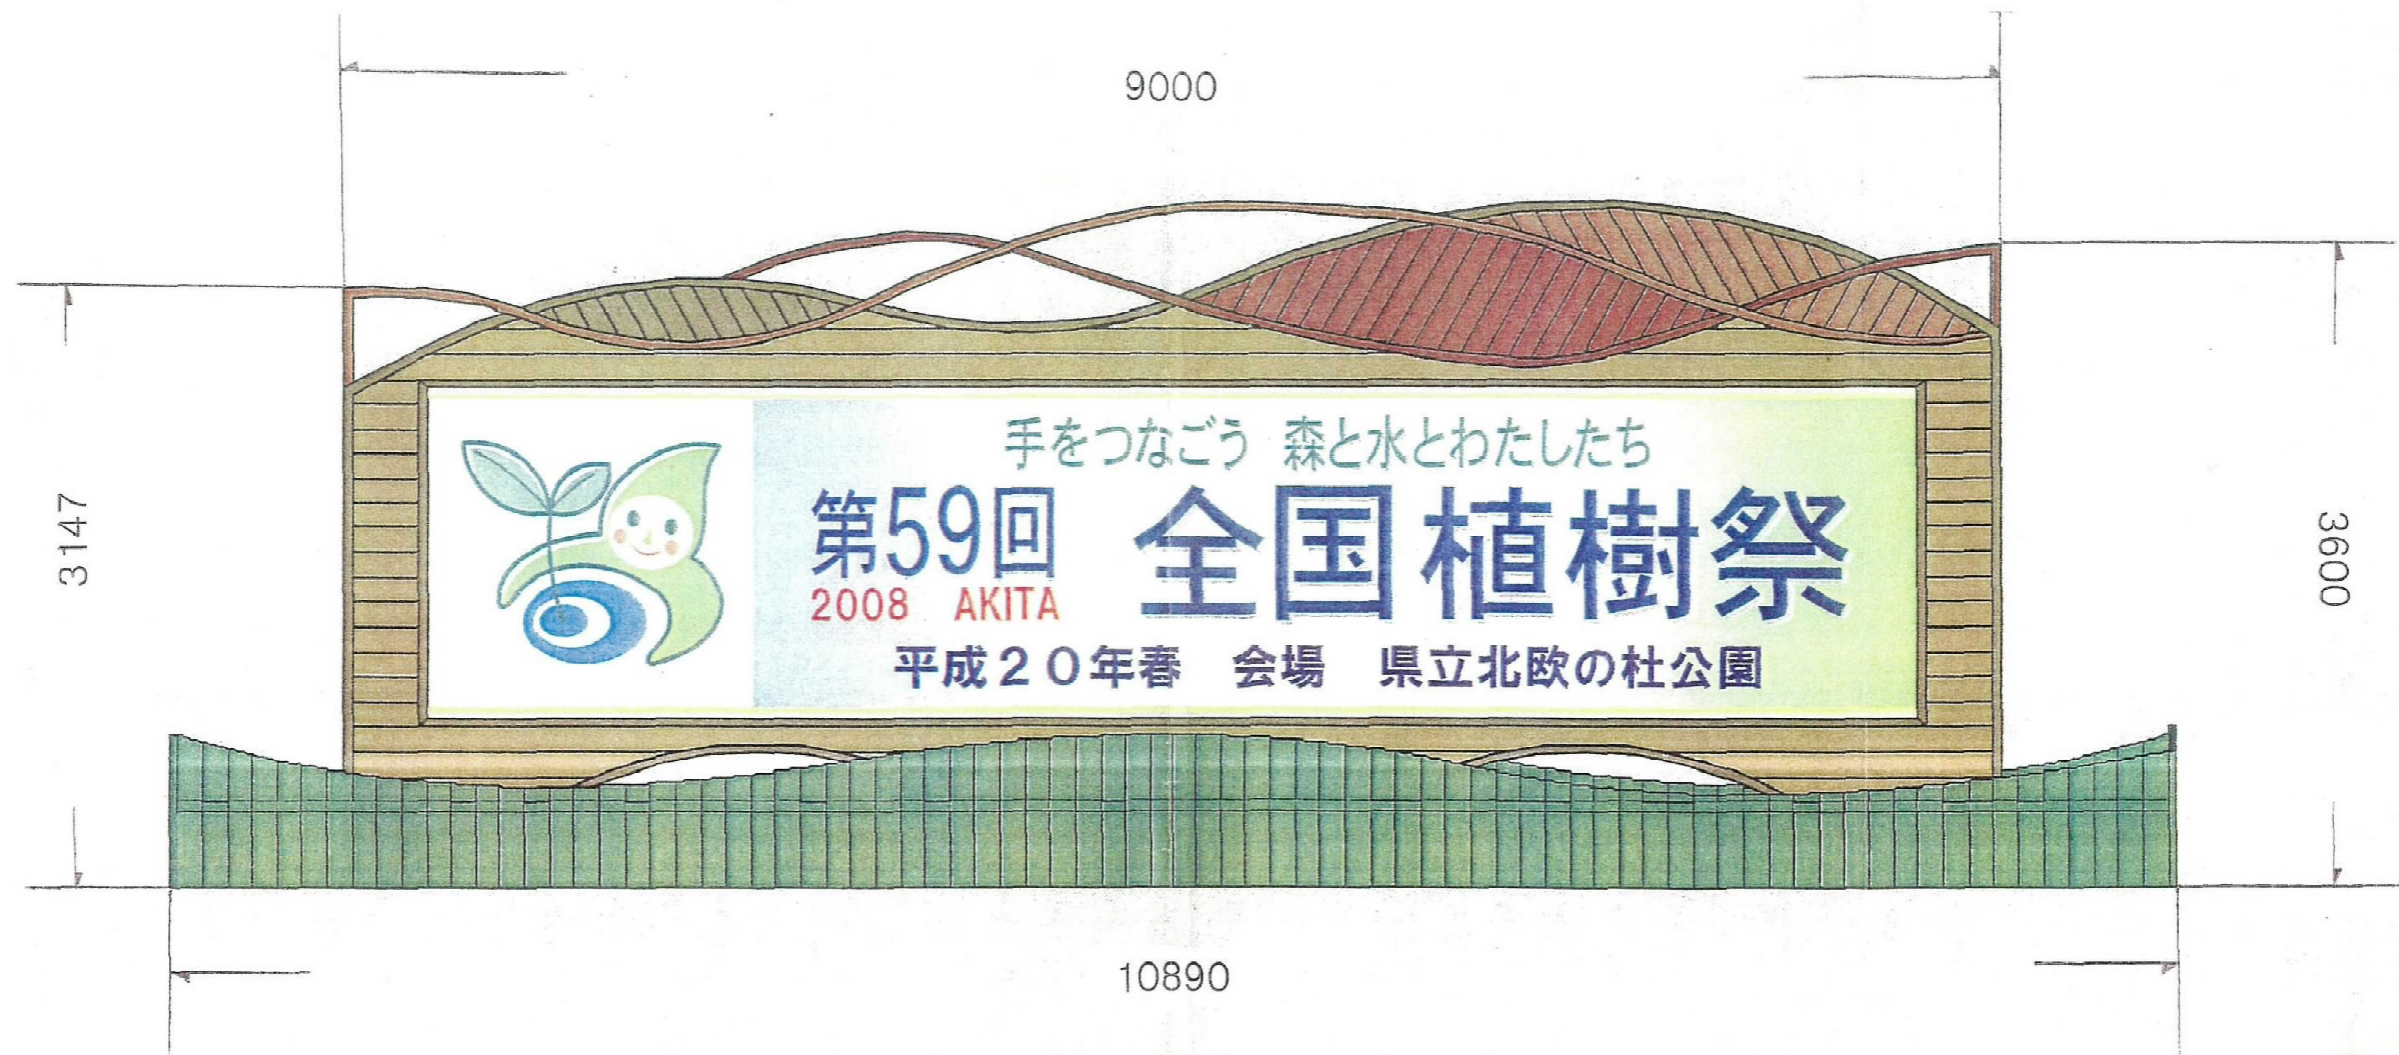 9000
3147
3600
手をつなごう 森と水とわたしたち
第59回 全国植樹祭
2008 AKITA
平成20年春 会場 県立北欧の杜公園
10890